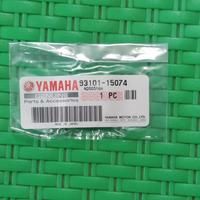 YAMAHA 93101-15074
GENUINE
Parts & Accessories
1 PC
YAMAHA MOTOR CO., LTD.
MADE IN JAPAN